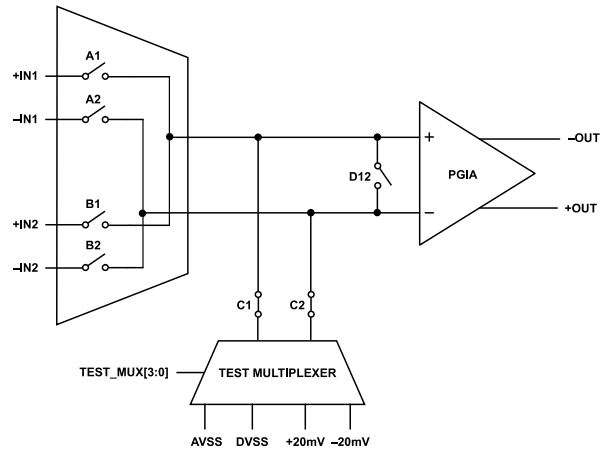 A1
+IN1
A2
–IN1
–OUT
+
D12
PGIA
B1
+IN2
–
+OUT
B2
–IN2
C1
C2
TEST_MUX[3:0]
TEST MULTIPLEXER
AVSS DVSS +20mV –20mV